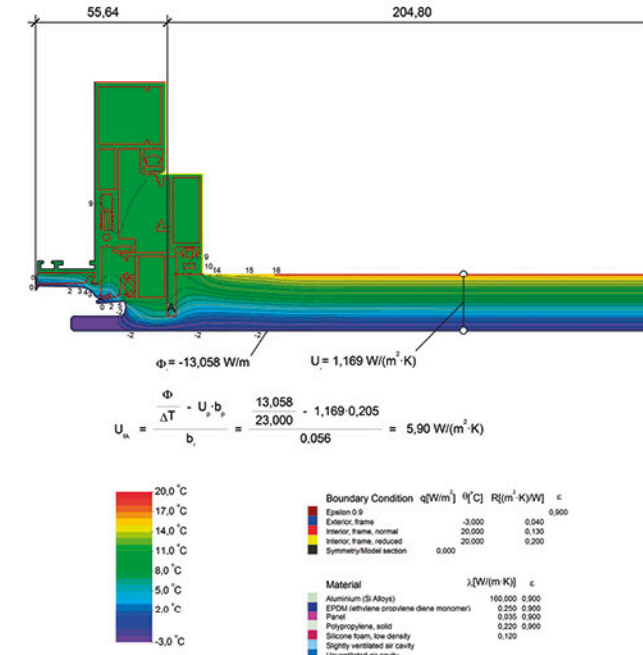 55,64
204,80
9
9
10 14 15 16
0
0
2 3 4
0 2 5
A
-2 -2 -2
Φ = -13,058 W/m
U = 1,169 W/(m²·K)
Φ/ΔT - Uₚ·bₚ 13,058/23,000 - 1,169·0,205
U = = = 5,90 W/(m²·K)
b 0,056
20,0 °C
17,0 °C
14,0 °C
11,0 °C
8,0 °C
5,0 °C
2,0 °C
-3,0 °C
Boundary Condition q[W/m²] θ[°C] R[(m²·K)/W] ε
Epsilon 0.9 0,900
Exterior, frame -3,000 0,040
Interior, frame, normal 20,000 0,130
Interior, frame, reduced 20,000 0,200
Symmetry/Model section 0,000
Material λ[W/(m·K)] ε
Aluminium (Si Alloys) 160,000 0,900
EPDM (ethylene propylene diene monomer) 0,250 0,900
Panel 0,035 0,900
Polypropylene, solid 0,220 0,900
Silicone foam, low density 0,120
Slightly ventilated air cavity
Unventilated air cavity